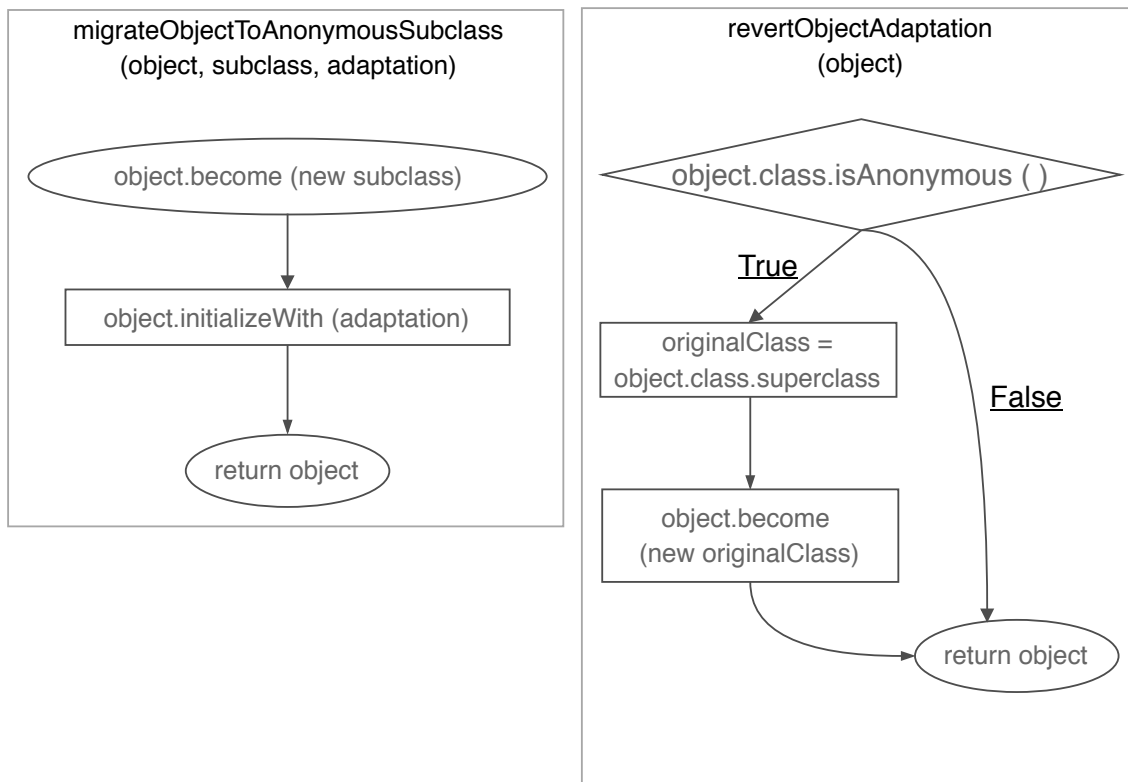 migrateObjectToAnonymousSubclass
(object, subclass, adaptation)
object.become (new subclass)
object.initializeWith (adaptation)
return object
revertObjectAdaptation
(object)
object.class.isAnonymous ( )
True
originalClass =
object.class.superclass
False
object.become
(new originalClass)
return object